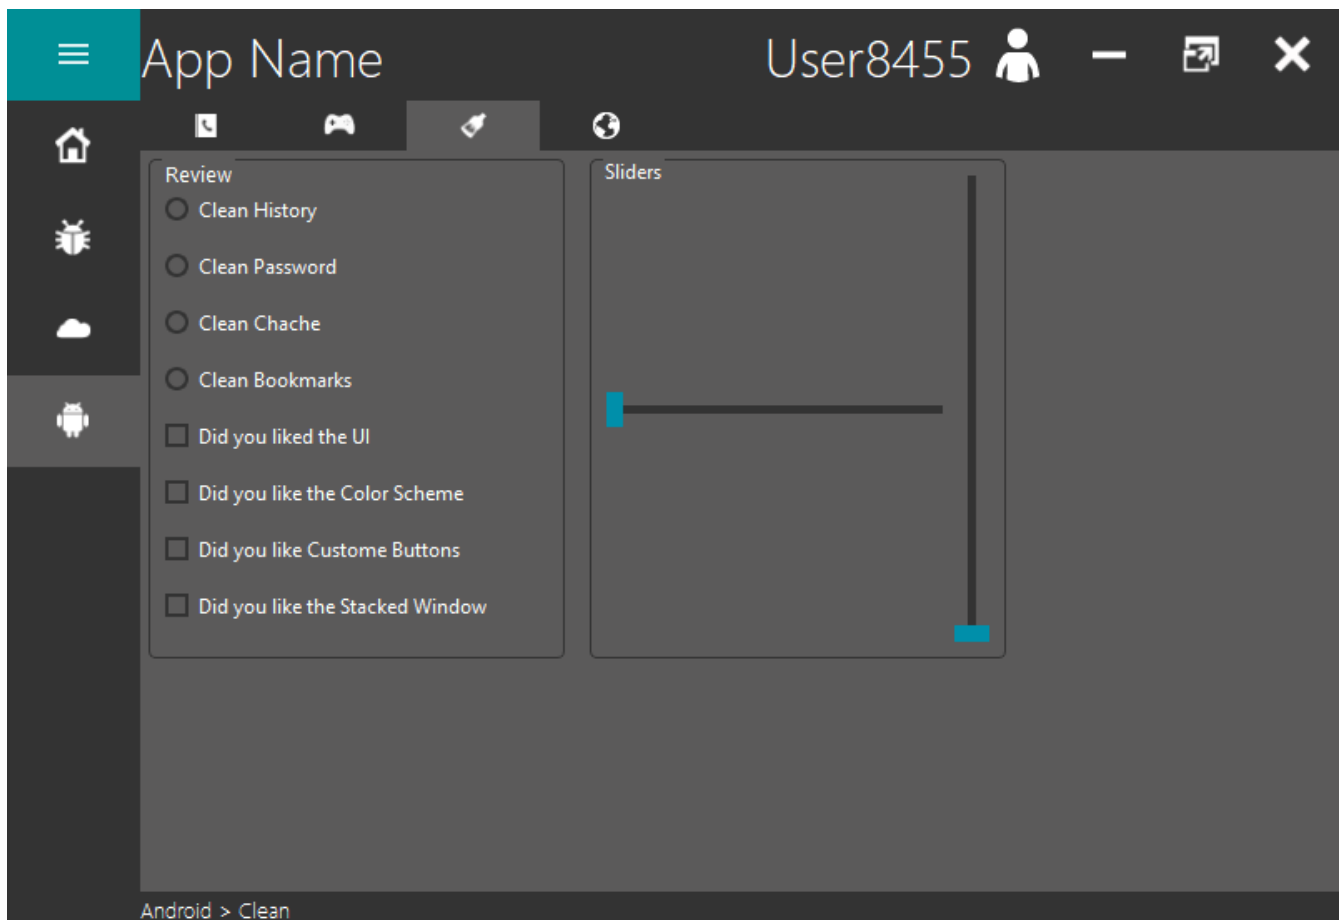 App Name
User8455
Review
Clean History
Clean Password
Clean Chache
Clean Bookmarks
Did you liked the UI
Did you like the Color Scheme
Did you like Custome Buttons
Did you like the Stacked Window
Sliders
Android > Clean